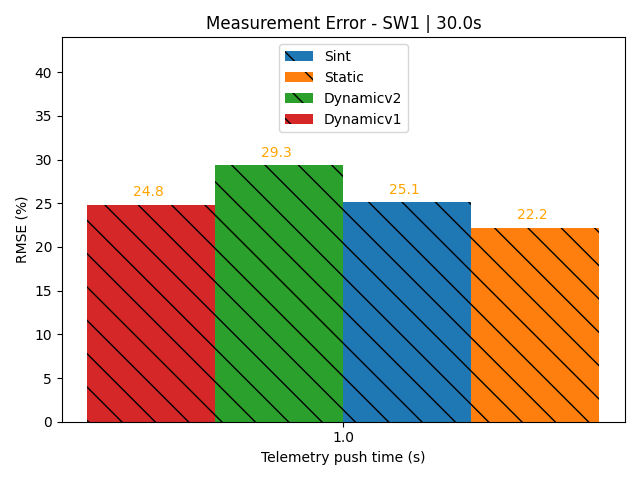 Measurement Error - SW1 | 30.0s
Sint
Static
Dynamicv2
Dynamicv1
40
35
30
25
20
15
10
5
0
RMSE (%)
24.8
29.3
25.1
22.2
1.0
Telemetry push time (s)